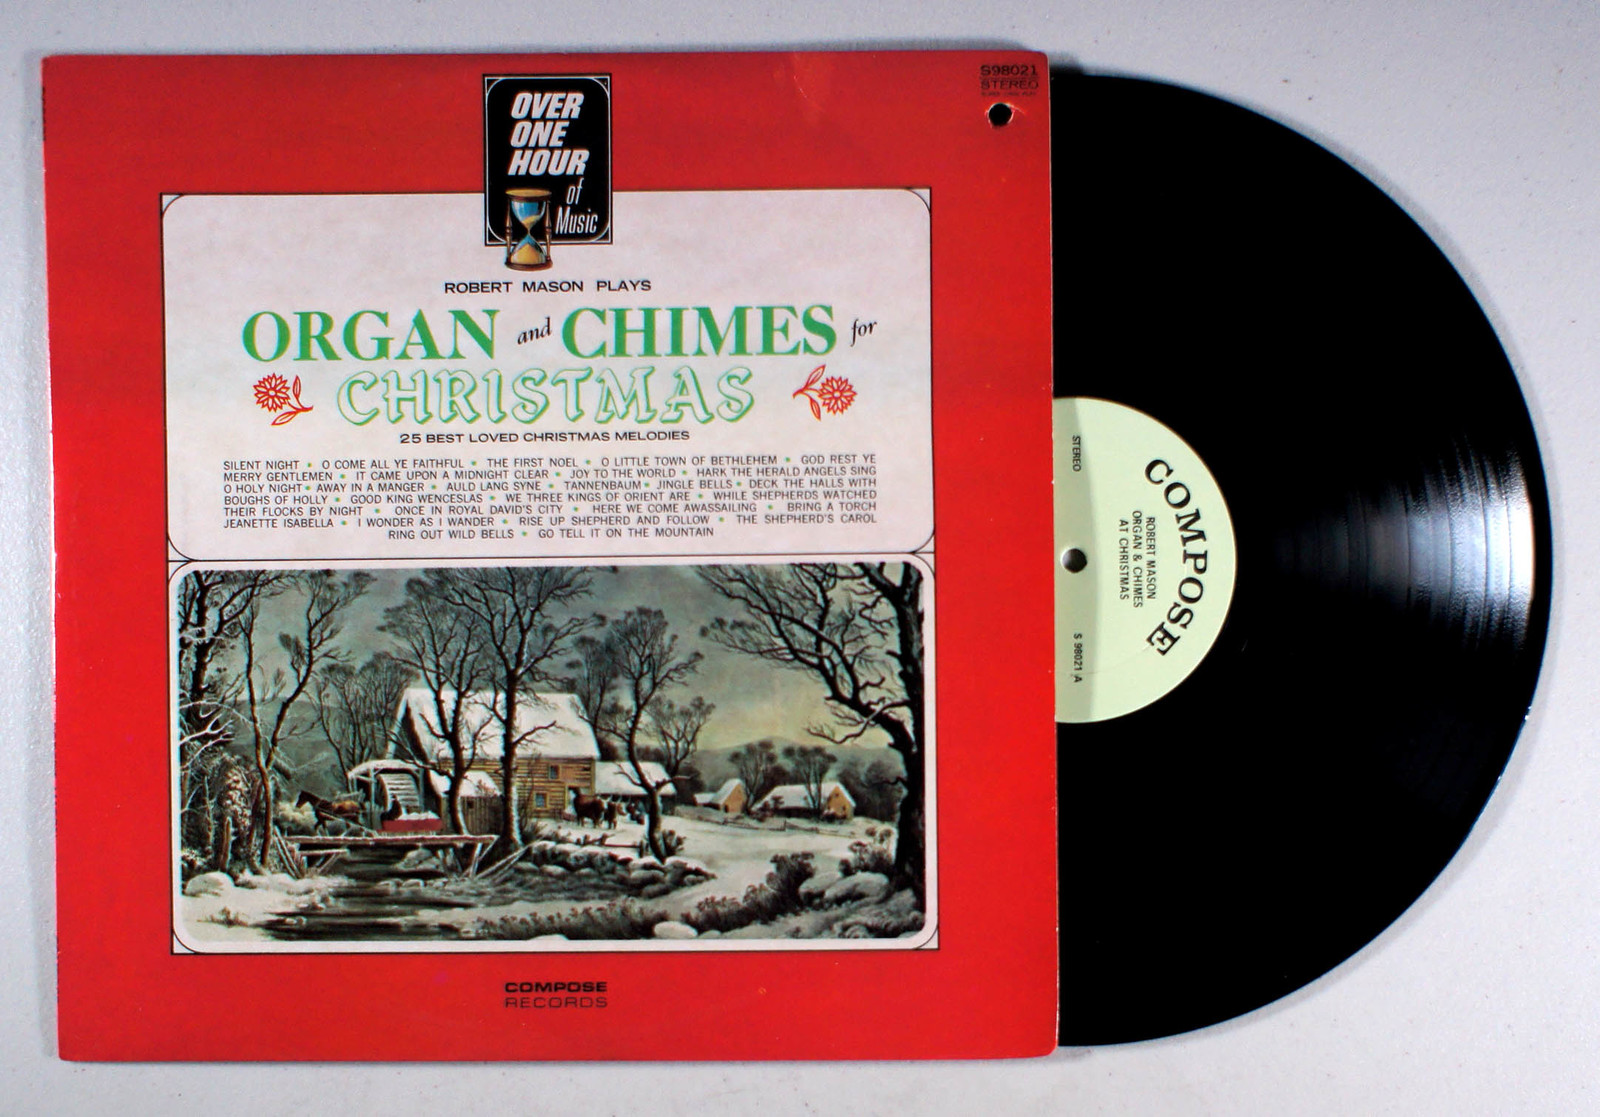 S98021
STEREO
OVER
ONE
HOUR
of
Music
ROBERT MASON PLAYS
ORGAN and CHIMES for
CHRISTMAS
25 BEST LOVED CHRISTMAS MELODIES
SILENT NIGHT • O COME ALL YE FAITHFUL • THE FIRST NOEL • O LITTLE TOWN OF BETHLEHEM • GOD REST YE
MERRY GENTLEMEN • IT CAME UPON A MIDNIGHT CLEAR • JOY TO THE WORLD • HARK THE HERALD ANGELS SING
O HOLY NIGHT • AWAY IN A MANGER • AULD LANG SYNE • TANNENBAUM • JINGLE BELLS • DECK THE HALLS WITH
BOUGHS OF HOLLY • GOOD KING WENCESLAS • WE THREE KINGS OF ORIENT ARE • WHILE SHEPHERDS WATCHED
THEIR FLOCKS BY NIGHT • ONCE IN ROYAL DAVID'S CITY • HERE WE COME AWASSAILING • BRING A TORCH
JEANETTE ISABELLA • I WONDER AS I WANDER • RISE UP SHEPHERD AND FOLLOW • THE SHEPHERD'S CAROL
RING OUT WILD BELLS • GO TELL IT ON THE MOUNTAIN
COMPOSE
RECORDS
COMPOSE
ROBERT MASON
ORGAN & CHIMES
AT CHRISTMAS
STEREO
S 98021 A